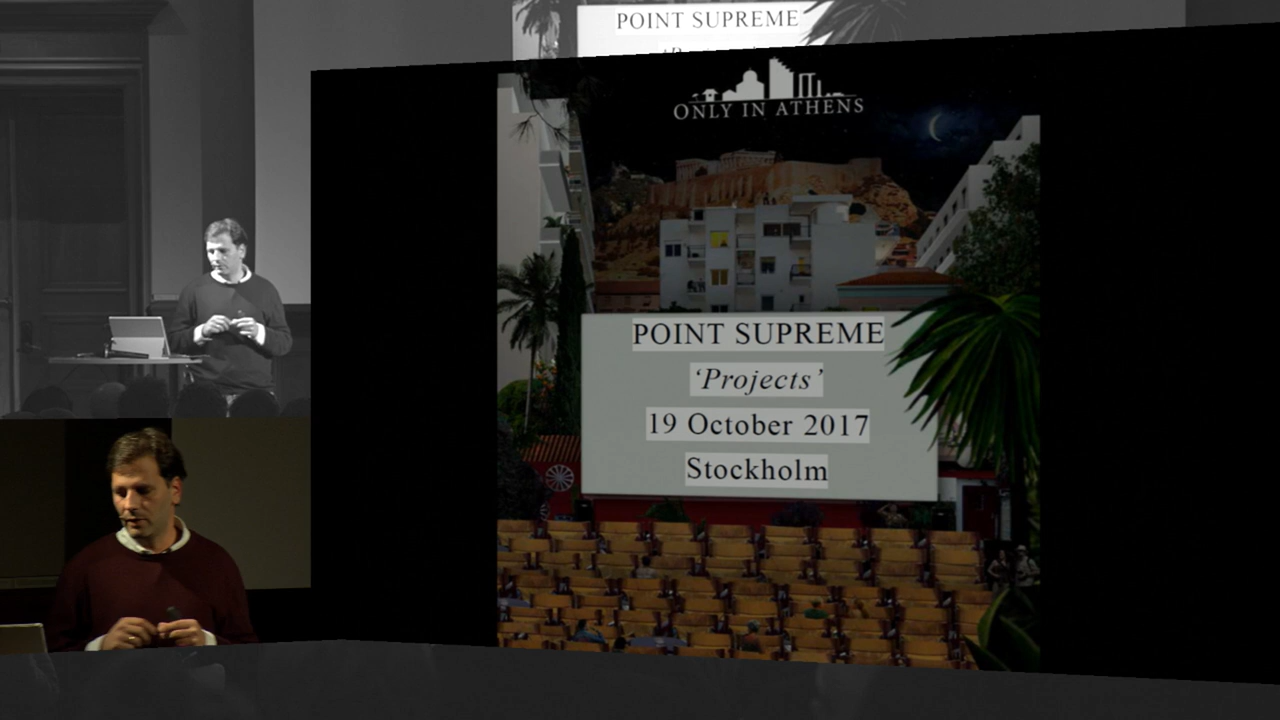 POINT SUPREME
ONLY IN ATHENS
POINT SUPREME
‘Projects’
19 October 2017
Stockholm